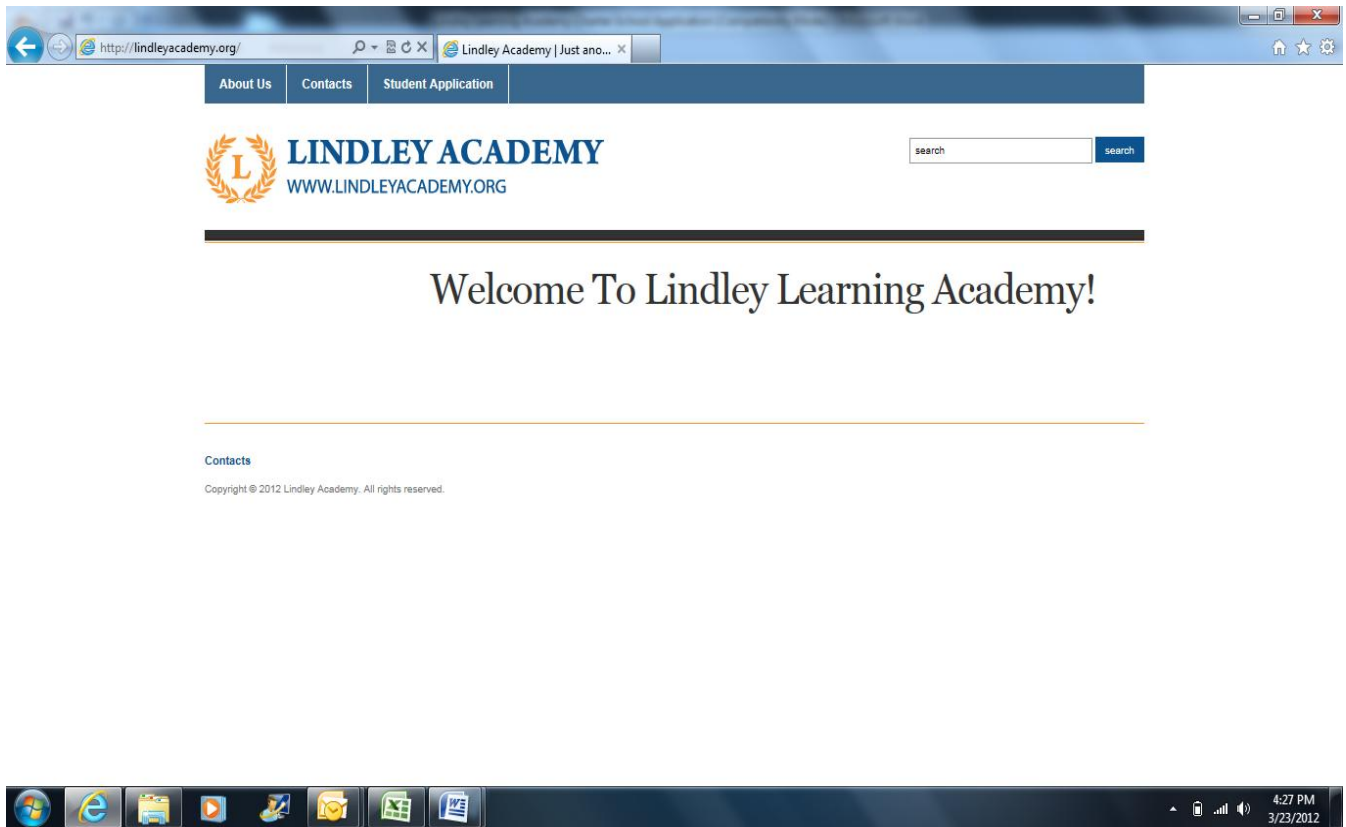 http://lindleyacademy.org/
Lindley Academy | Just ano...
About Us
Contacts
Student Application
L
LINDLEY ACADEMY
WWW.LINDLEYACADEMY.ORG
search
search
Welcome To Lindley Learning Academy!
Contacts
Copyright © 2012 Lindley Academy. All rights reserved.
4:27 PM
3/23/2012